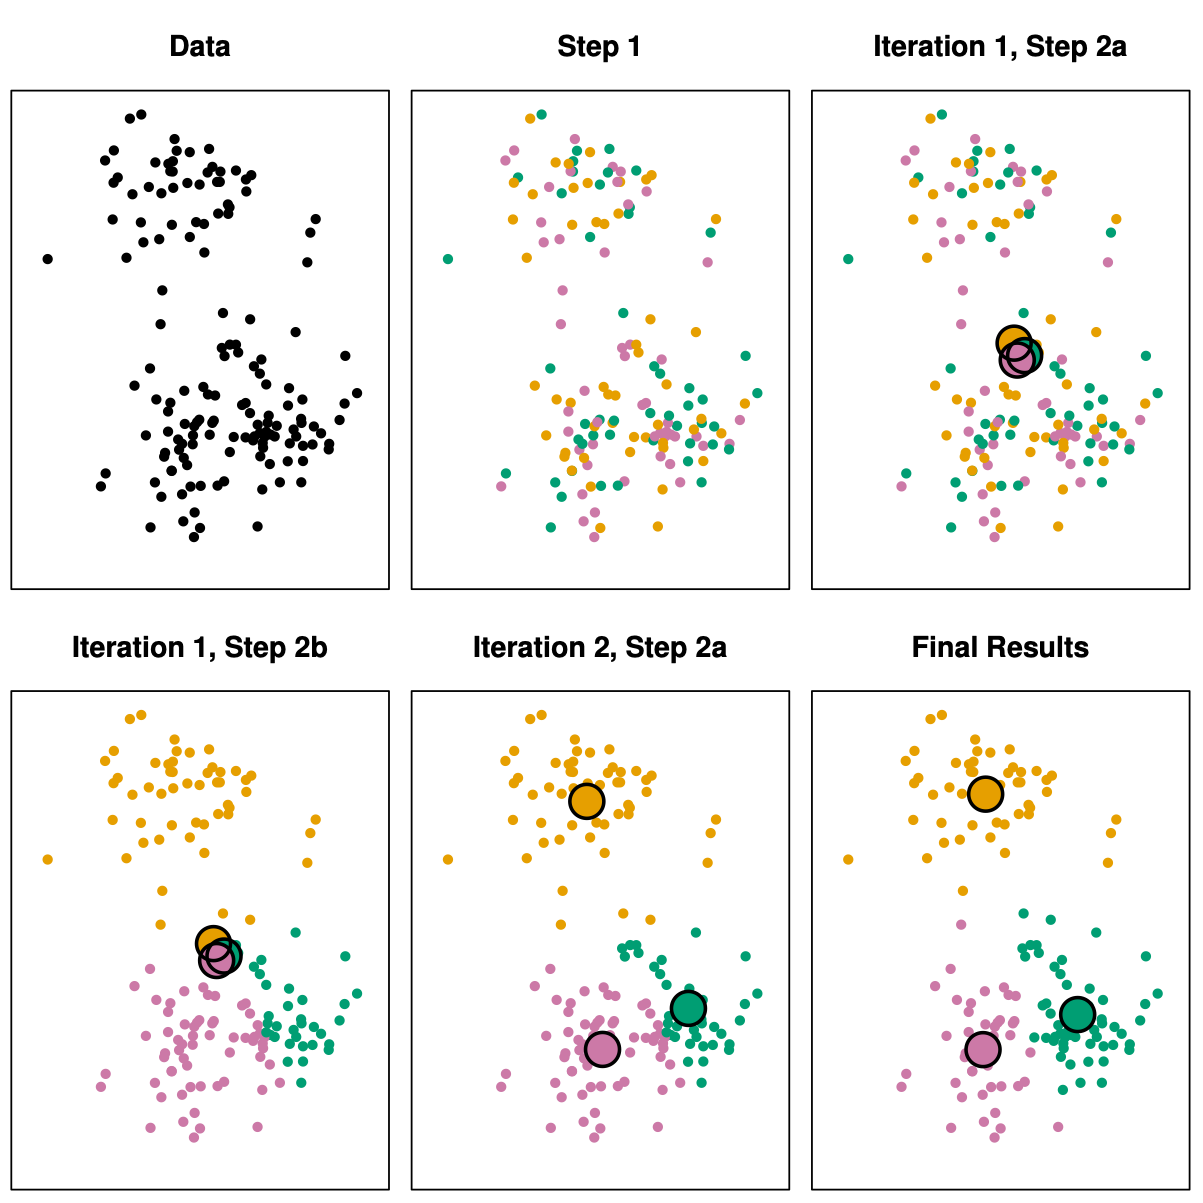 Data
Step 1
Iteration 1, Step 2a
Iteration 1, Step 2b
Iteration 2, Step 2a
Final Results